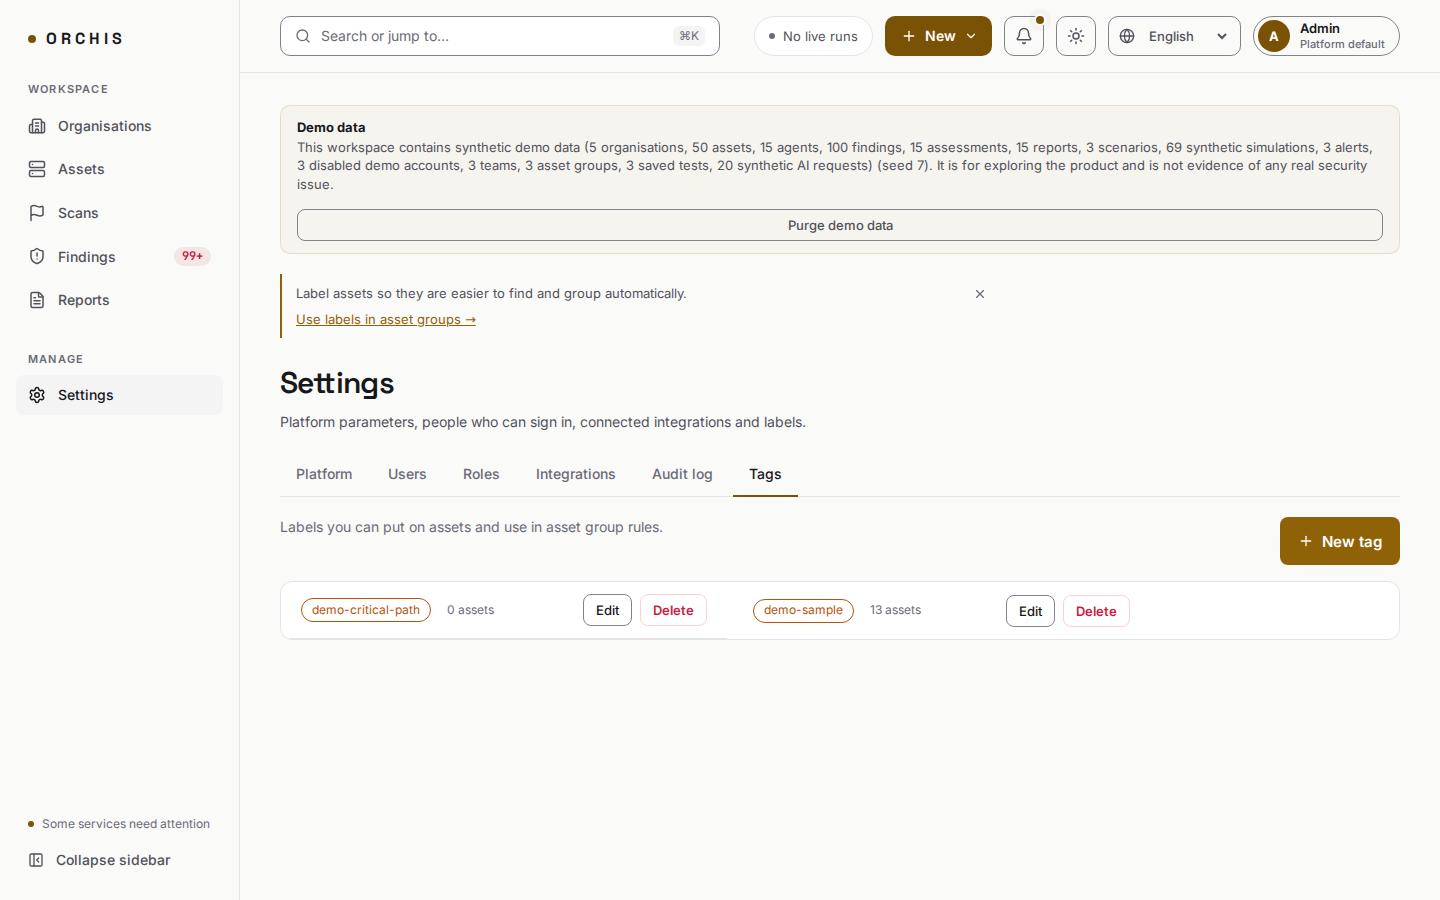 ORCHIS
Search or jump to...
⌘K
No live runs
New
English
A
Admin
Platform default
WORKSPACE
Organisations
Assets
Scans
Findings
99+
Reports
MANAGE
Settings
Demo data
This workspace contains synthetic demo data (5 organisations, 50 assets, 15 agents, 100 findings, 15 assessments, 15 reports, 3 scenarios, 69 synthetic simulations, 3 alerts,
3 disabled demo accounts, 3 teams, 3 asset groups, 3 saved tests, 20 synthetic AI requests) (seed 7). It is for exploring the product and is not evidence of any real security
issue.
Purge demo data
Label assets so they are easier to find and group automatically.
Use labels in asset groups →
Settings
Platform parameters, people who can sign in, connected integrations and labels.
Platform
Users
Roles
Integrations
Audit log
Tags
Labels you can put on assets and use in asset group rules.
New tag
demo-critical-path
0 assets
Edit
Delete
demo-sample
13 assets
Edit
Delete
Some services need attention
Collapse sidebar